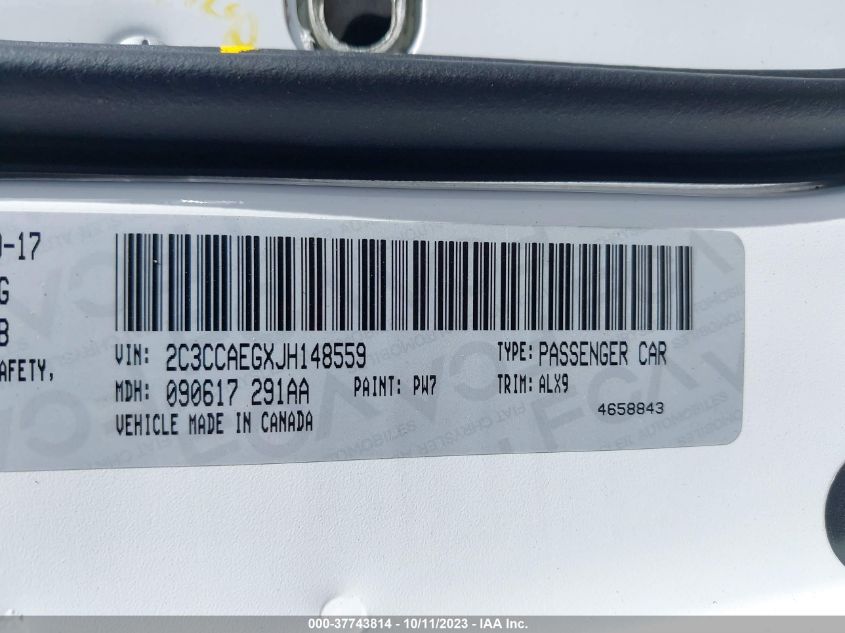 0-17
G
B
AFETY,
VIN: 2C3CCAEGXJH148559
TYPE: PASSENGER CAR
MDH: 090617 291AA
PAINT: PW7
TRIM: ALX9
VEHICLE MADE IN CANADA
4658843
000-37743814 - 10/11/2023 - IAA Inc.